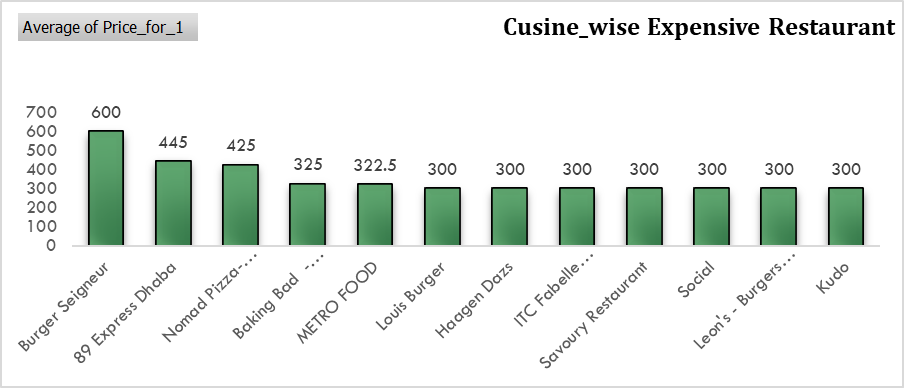 Average of Price_for_1
Cusine_wise Expensive Restaurant
700
600
500
400
300
200
100
0
600
445
425
325
322.5
300
300
300
300
300
300
300
Burger Seigneur
89 Express Dhaba
Nomad Pizza-...
Baking Bad -...
METRO FOOD
Louis Burger
Haagen Dazs
ITC Fabelle...
Savoury Restaurant
Social
Leon's - Burgers...
Kudo